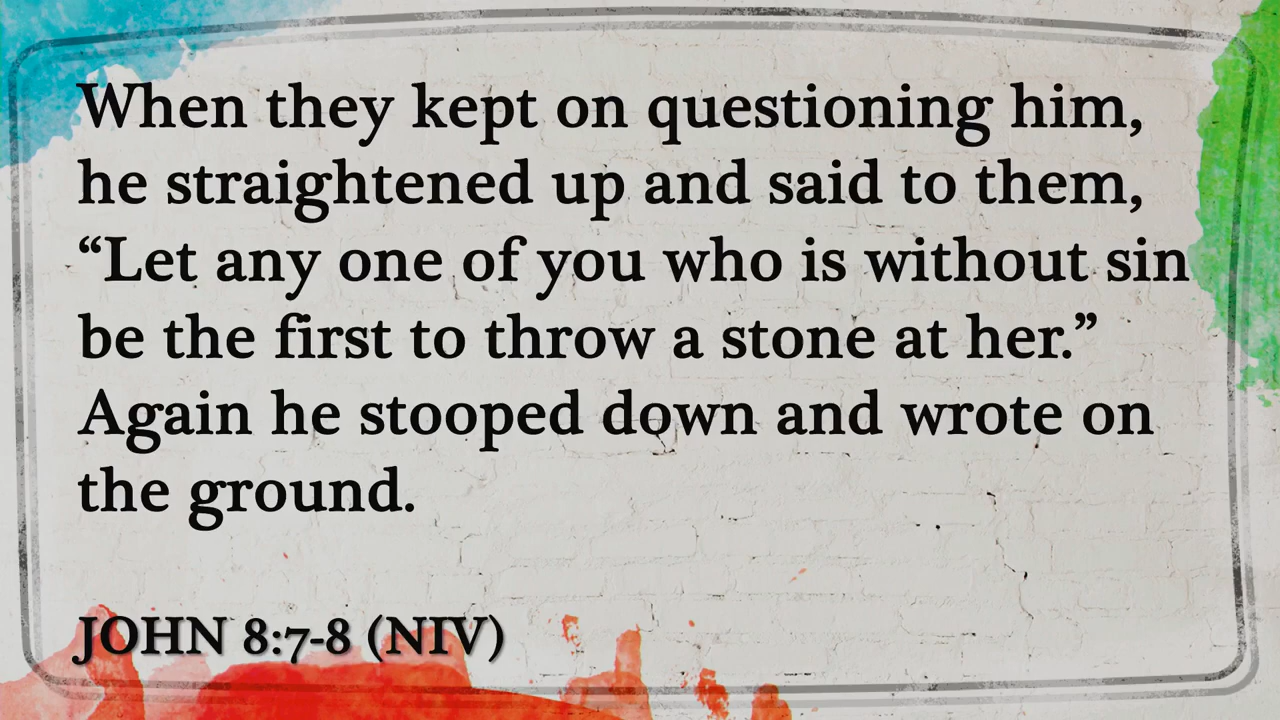 When they kept on questioning him,
he straightened up and said to them,
“Let any one of you who is without sin
be the first to throw a stone at her.”
Again he stooped down and wrote on
the ground.
JOHN 8:7-8 (NIV)